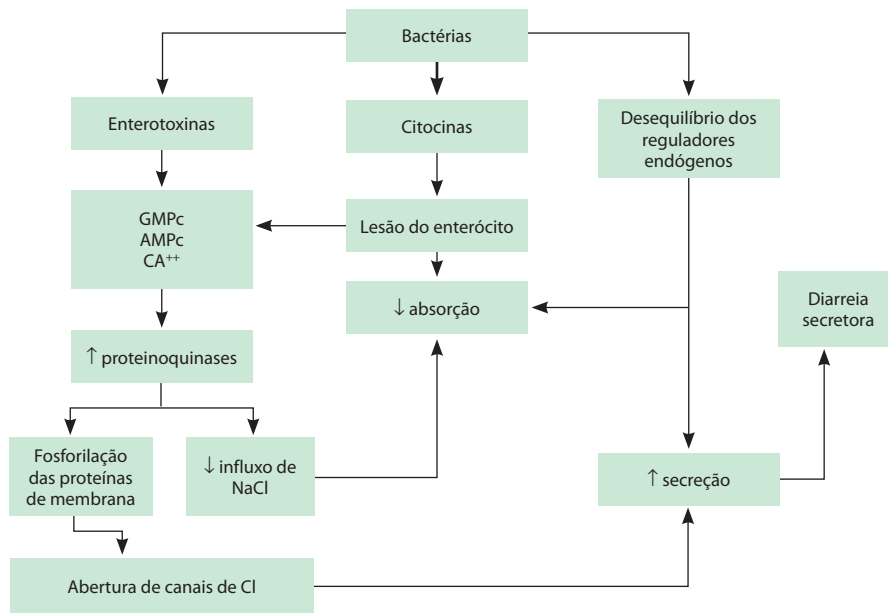 Bactérias
Enterotoxinas
Citocinas
Desequilíbrio dos
reguladores
endógenos
GMPc
AMPc
CA⁺⁺
Lesão do enterócito
↓ absorção
Diarreia
secretora
↑ proteinoquinases
Fosforilação
das proteínas
de membrana
↓ influxo de
NaCl
↑ secreção
Abertura de canais de Cl